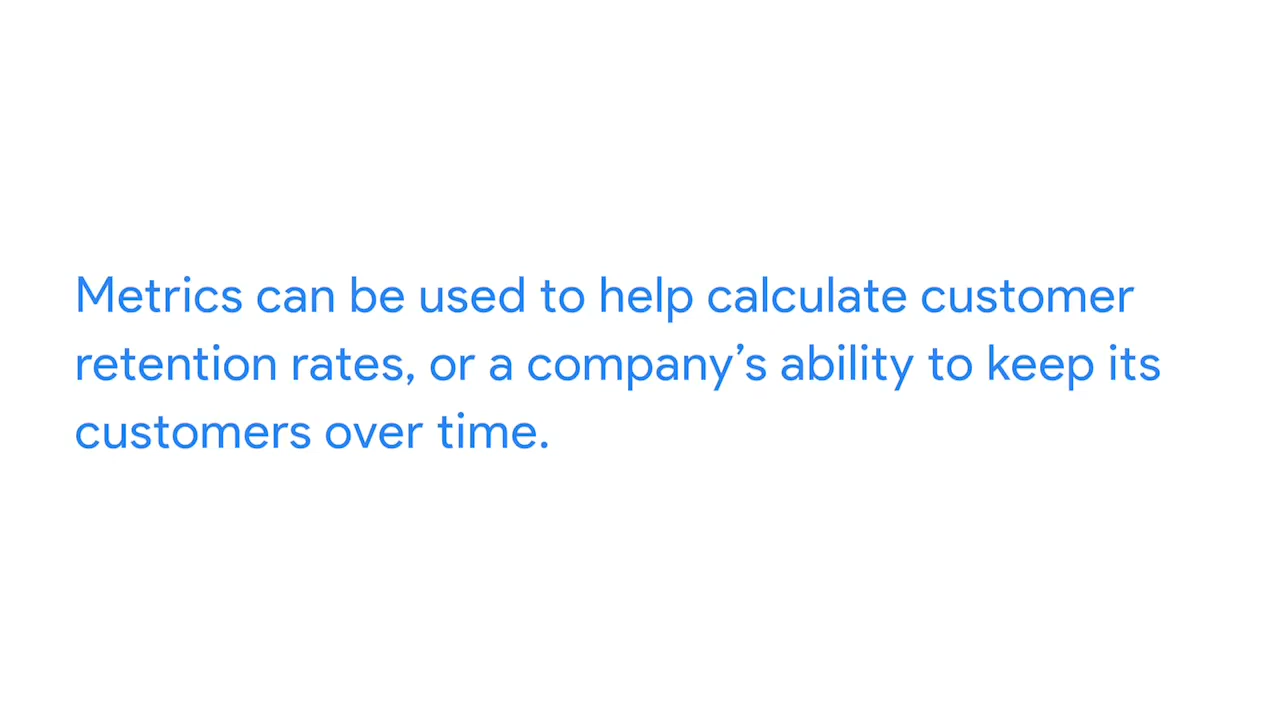 Metrics can be used to help calculate customer
retention rates, or a company’s ability to keep its
customers over time.